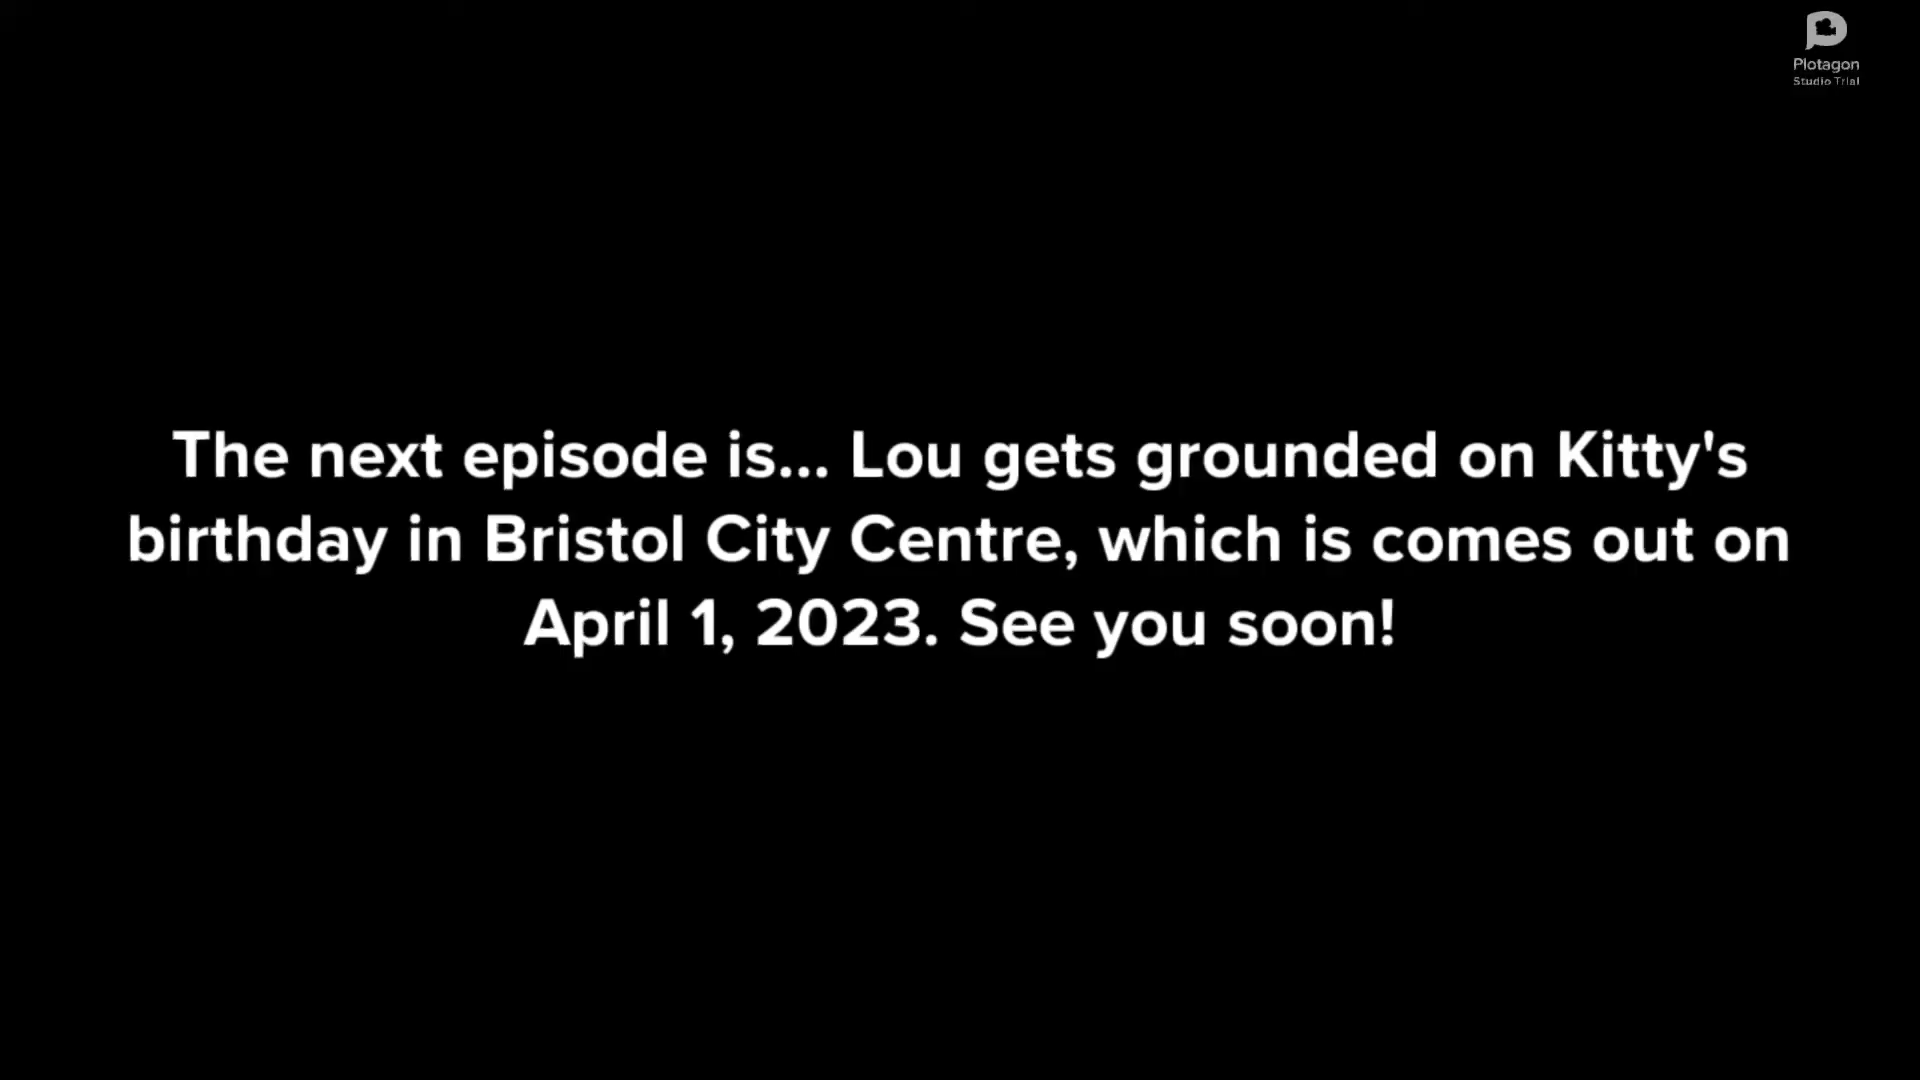 Plotagon
Studio Trial
The next episode is... Lou gets grounded on Kitty's
birthday in Bristol City Centre, which is comes out on
April 1, 2023. See you soon!